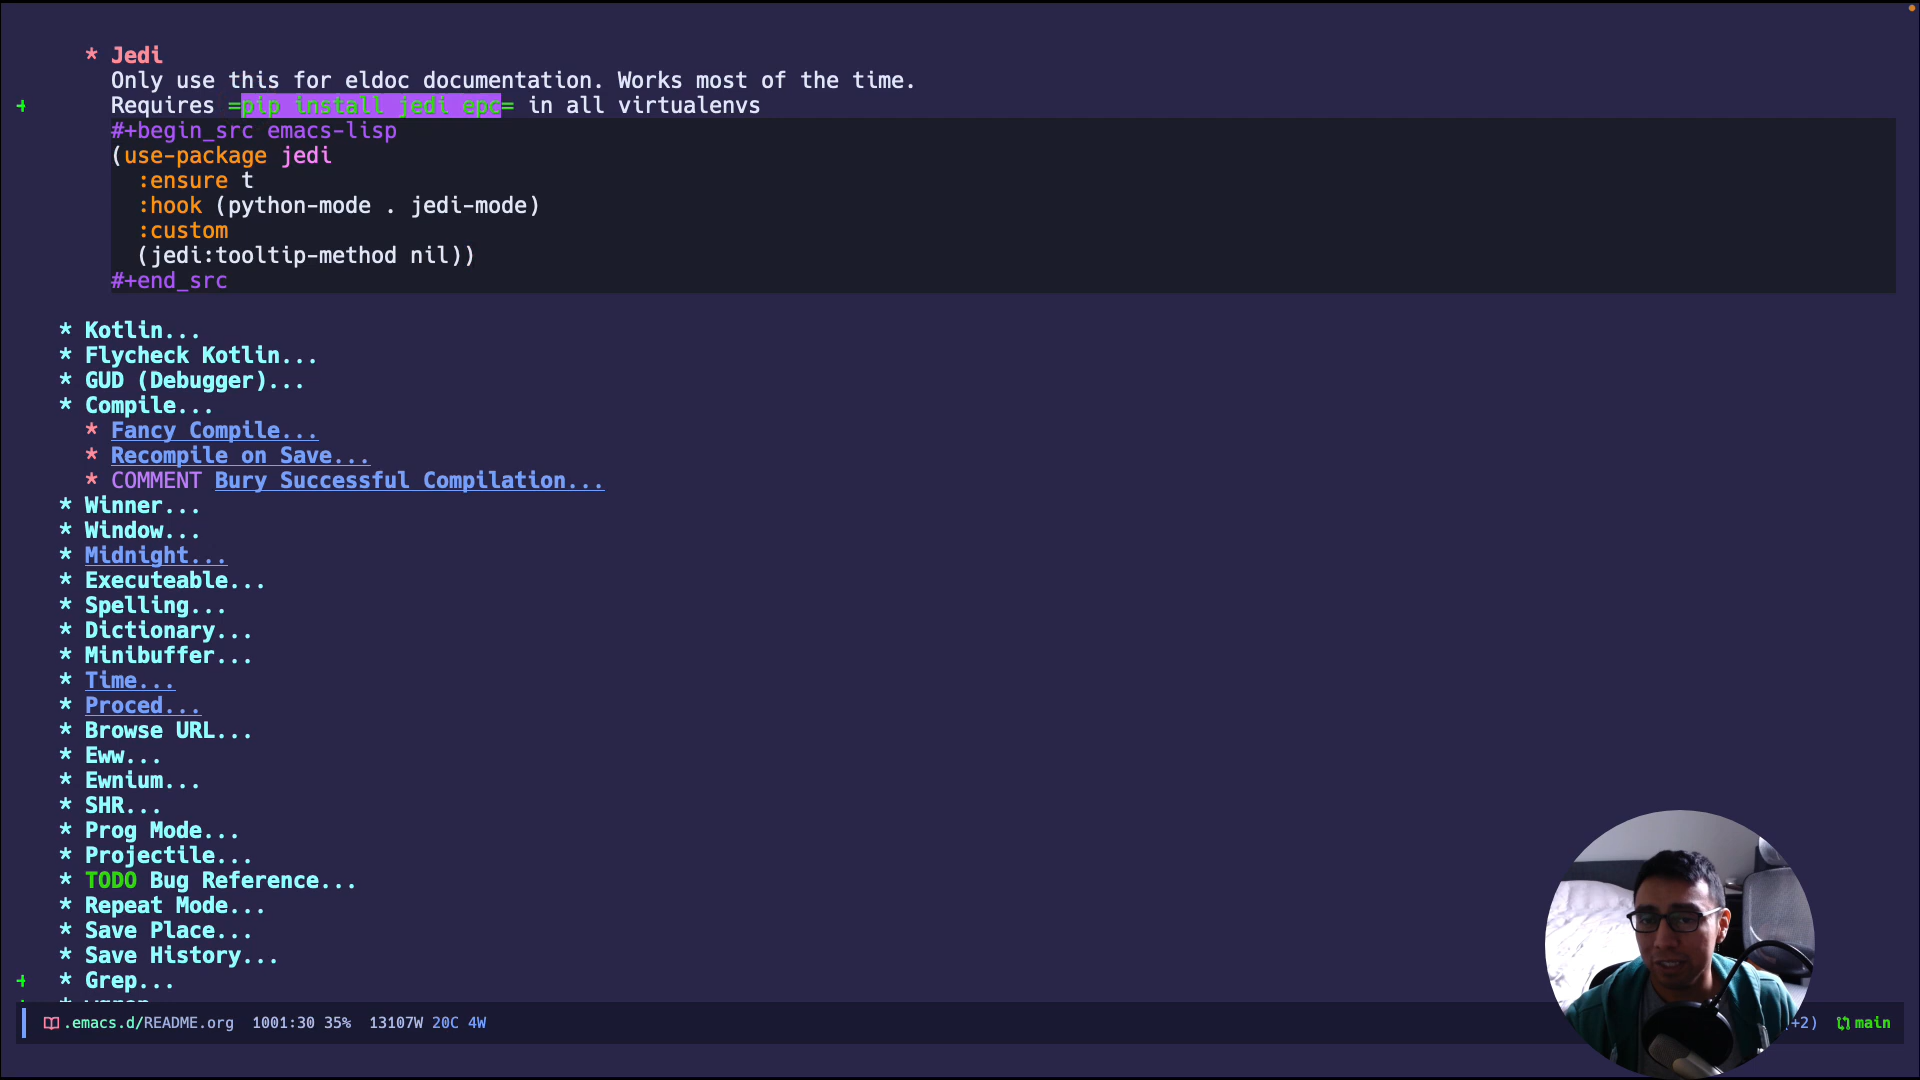 * Jedi
Only use this for eldoc documentation. Works most of the time.
+ Requires =pip install jedi epc= in all virtualenvs
#+begin_src emacs-lisp
(use-package jedi
:ensure t
:hook (python-mode . jedi-mode)
:custom
(jedi:tooltip-method nil))
#+end_src
* Kotlin...
* Flycheck Kotlin...
* GUD (Debugger)...
* Compile...
* Fancy Compile...
* Recompile on Save...
* COMMENT Bury Successful Compilation...
* Winner...
* Window...
* Midnight...
* Executeable...
* Spelling...
* Dictionary...
* Minibuffer...
* Time...
* Proced...
* Browse URL...
* Eww...
* Ewnium...
* SHR...
* Prog Mode...
* Projectile...
* TODO Bug Reference...
* Repeat Mode...
* Save Place...
* Save History...
+ * Grep...
.emacs.d/README.org 1001:30 35% 13107W 20C 4W +2) main